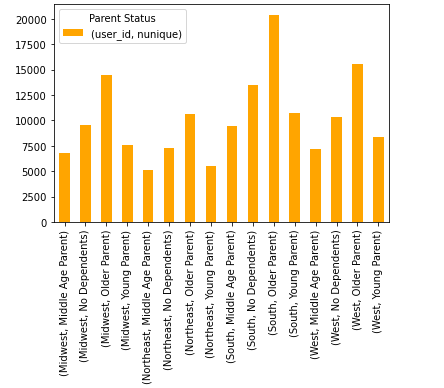 Parent Status
(user_id, nunique)
20000
17500
15000
12500
10000
7500
5000
2500
0
(Midwest, Middle Age Parent)
(Midwest, No Dependents)
(Midwest, Older Parent)
(Midwest, Young Parent)
(Northeast, Middle Age Parent)
(Northeast, No Dependents)
(Northeast, Older Parent)
(Northeast, Young Parent)
(South, Middle Age Parent)
(South, No Dependents)
(South, Older Parent)
(South, Young Parent)
(West, Middle Age Parent)
(West, No Dependents)
(West, Older Parent)
(West, Young Parent)